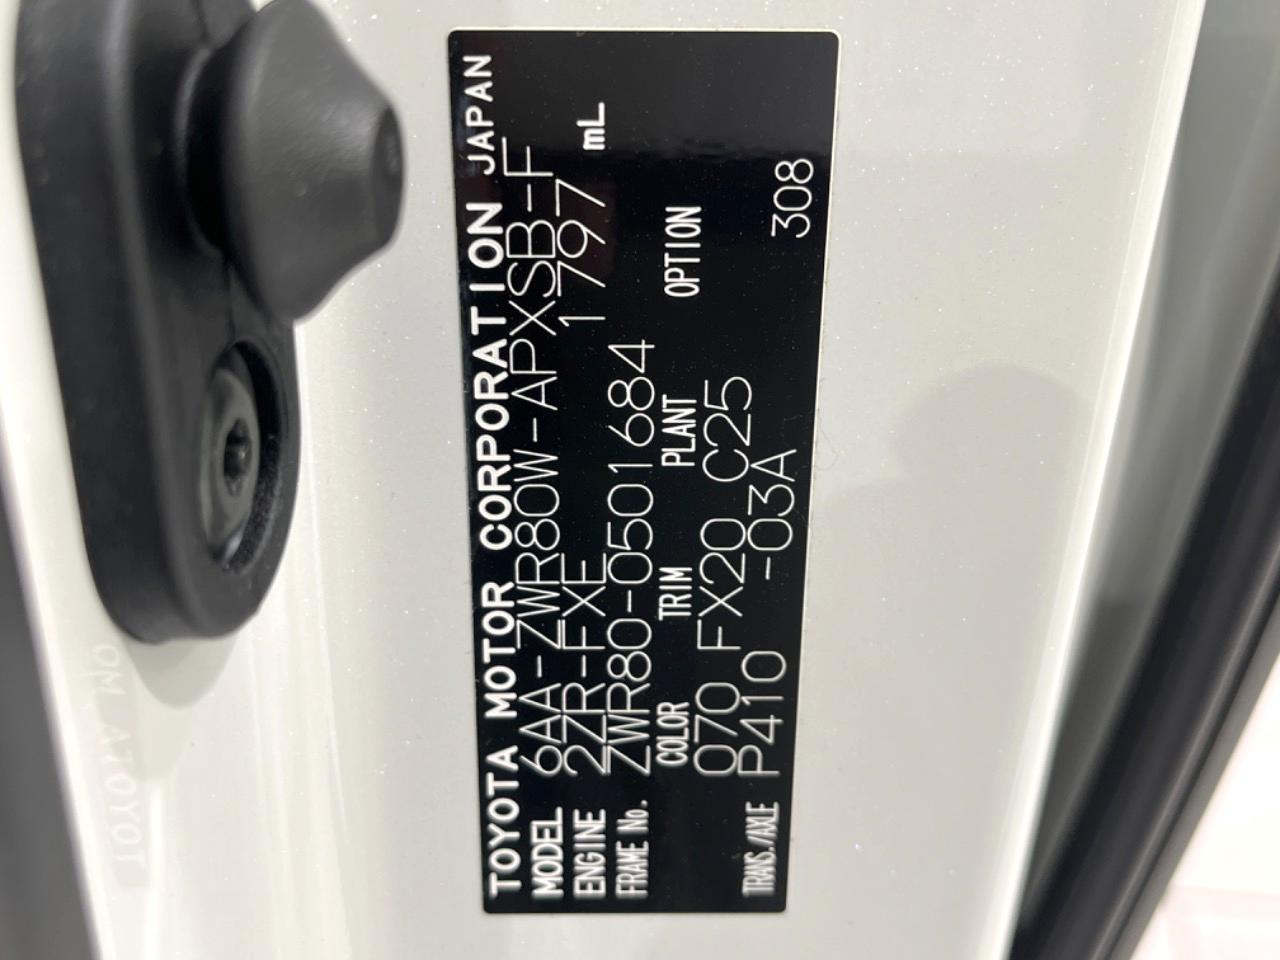 TOYOTA MOTOR CORPORATION JAPAN
MODEL 6AA-ZWR80W-APXSB-F
ENGINE 2ZR-FXE 1797 mL
FRAME No. ZWR80-0501684
COLOR TRIM PLANT OPTION
070 FX20 C25
TRANS./AXLE P410 -03A 308